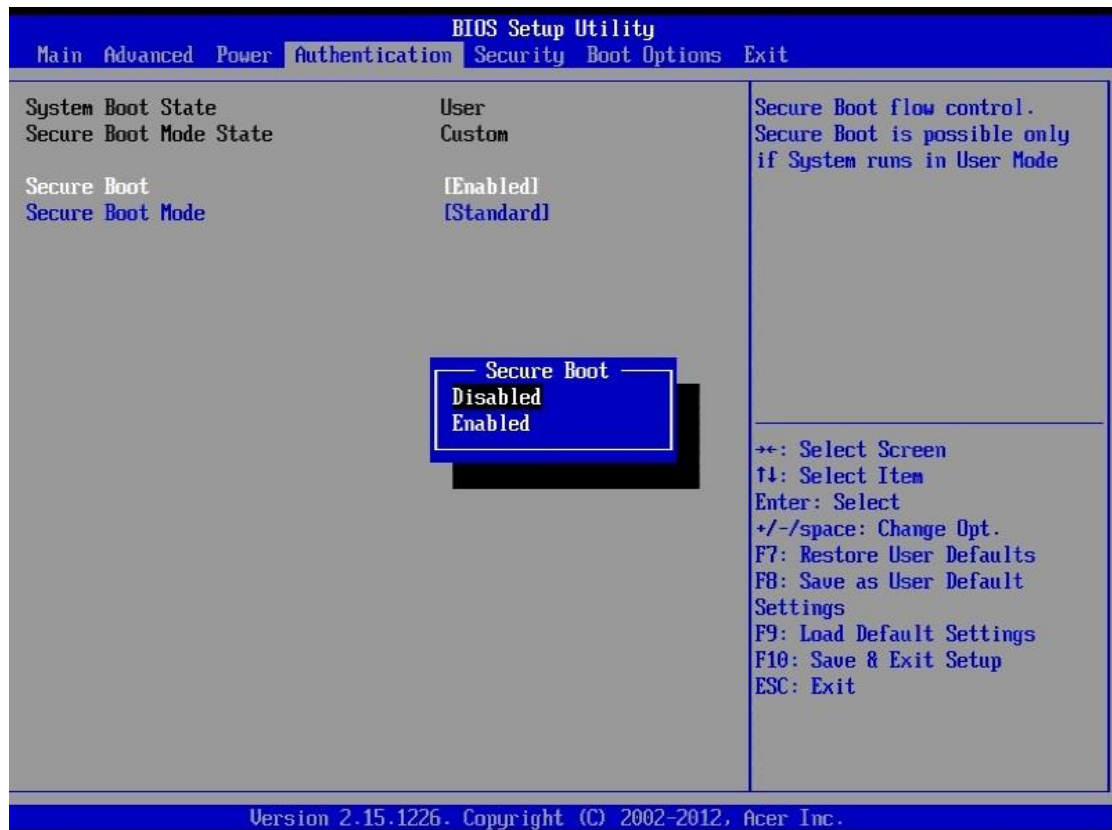 BIOS Setup Utility
Main Advanced Power Authentication Security Boot Options Exit
System Boot State User
Secure Boot Mode State Custom
Secure Boot [Enabled]
Secure Boot Mode [Standard]
Secure Boot flow control.
Secure Boot is possible only
if System runs in User Mode
Secure Boot
Disabled
Enabled
→←: Select Screen
↑↓: Select Item
Enter: Select
+/-/space: Change Opt.
F7: Restore User Defaults
F8: Save as User Default
Settings
F9: Load Default Settings
F10: Save & Exit Setup
ESC: Exit
Version 2.15.1226. Copyright (C) 2002-2012, Acer Inc.